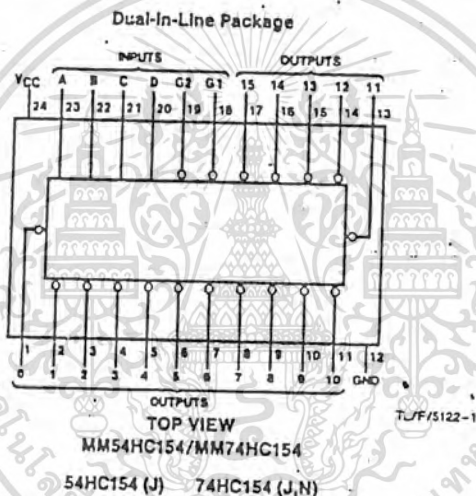 Dual-In-Line Package
INPUTS OUTPUTS
VCC A B C D G2 G1 15 14 13 12 11
24 23 22 21 20 19 18 17 16 15 14 13
1 2 3 4 5 6 7 8 9 10 11 12
0 1 2 3 4 5 6 7 8 9 10 GND
OUTPUTS
TL/F/5122-1
TOP VIEW
MM54HC154/MM74HC154
54HC154 (J) 74HC154 (J,N)